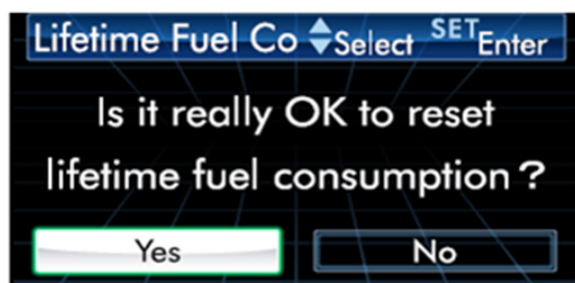 Lifetime Fuel Co Select SET Enter
Is it really OK to reset
lifetime fuel consumption ?
Yes No